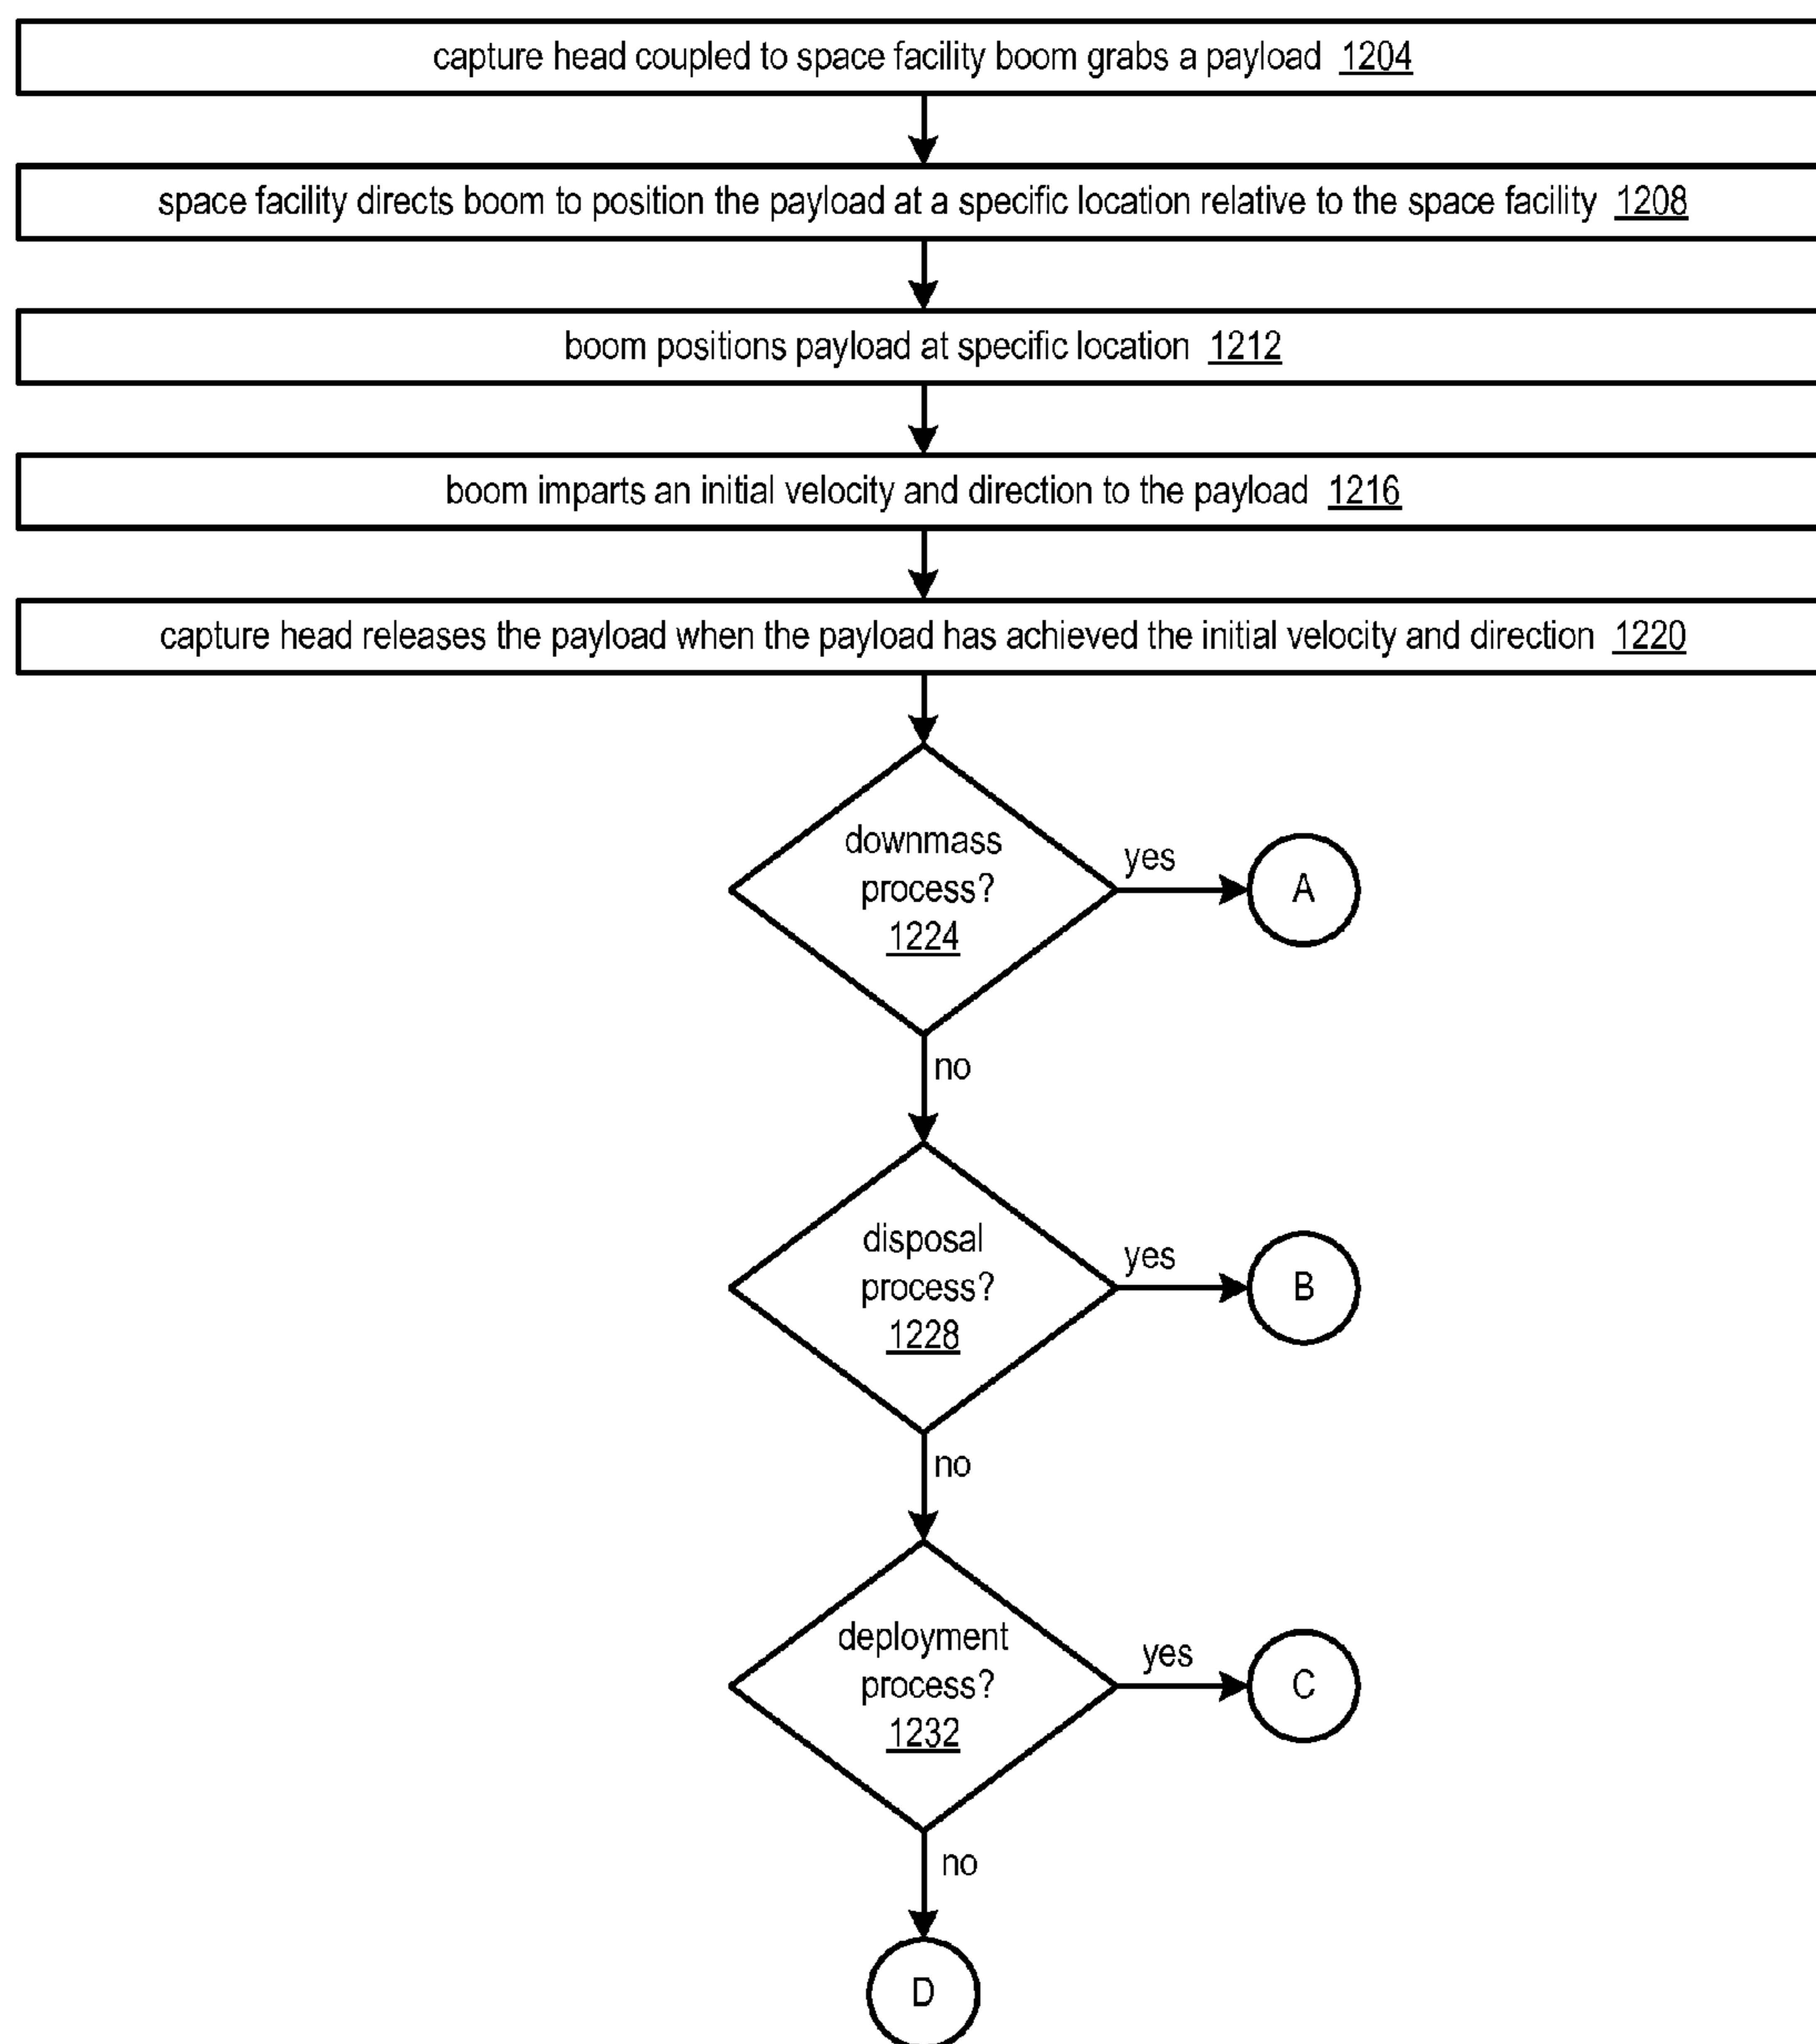 capture head coupled to space facility boom grabs a payload 1204
space facility directs boom to position the payload at a specific location relative to the space facility 1208
boom positions payload at specific location 1212
boom imparts an initial velocity and direction to the payload 1216
capture head releases the payload when the payload has achieved the initial velocity and direction 1220
downmass
process?
1224
yes
A
no
disposal
process?
1228
yes
B
no
deployment
process?
1232
yes
C
no
D